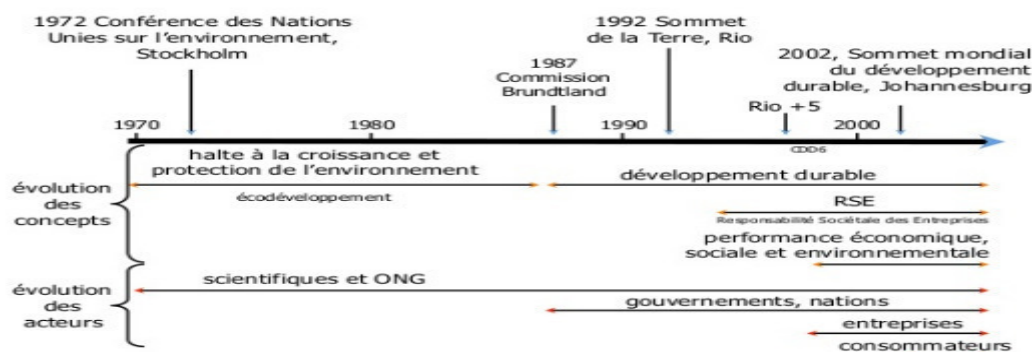 1972 Conférence des Nations
Unies sur l'environnement,
Stockholm
1987
Commission
Brundtland
1992 Sommet
de la Terre, Rio
Rio +5
2002, Sommet mondial
du développement
durable, Johannesburg
1970
1980
1990
2000
CDD6
évolution
des
concepts
halte à la croissance et
protection de l'environnement
écodéveloppement
développement durable
RSE
Responsabilité Sociétale des Entreprises
performance économique,
sociale et environnementale
évolution
des
acteurs
scientifiques et ONG
gouvernements, nations
entreprises
consommateurs